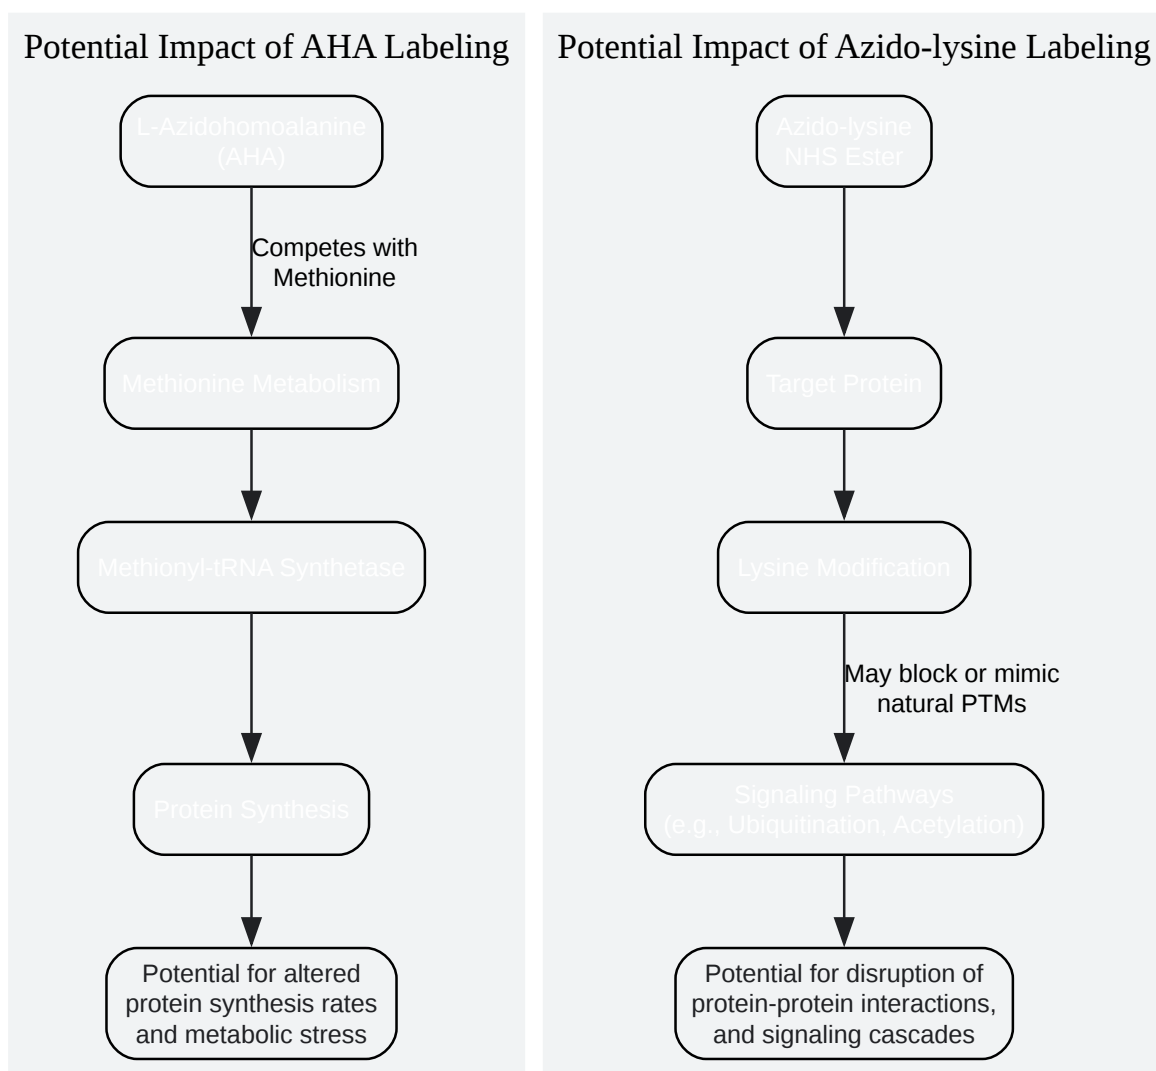 Potential Impact of AHA Labeling
L-Azidohomoalanine
(AHA)
Competes with
Methionine
Methionine Metabolism
Methionyl-tRNA Synthetase
Protein Synthesis
Potential for altered
protein synthesis rates
and metabolic stress
Potential Impact of Azido-lysine Labeling
Azido-lysine
NHS Ester
Target Protein
Lysine Modification
May block or mimic
natural PTMs
Signaling Pathways
(e.g., Ubiquitination, Acetylation)
Potential for disruption of
protein-protein interactions,
and signaling cascades